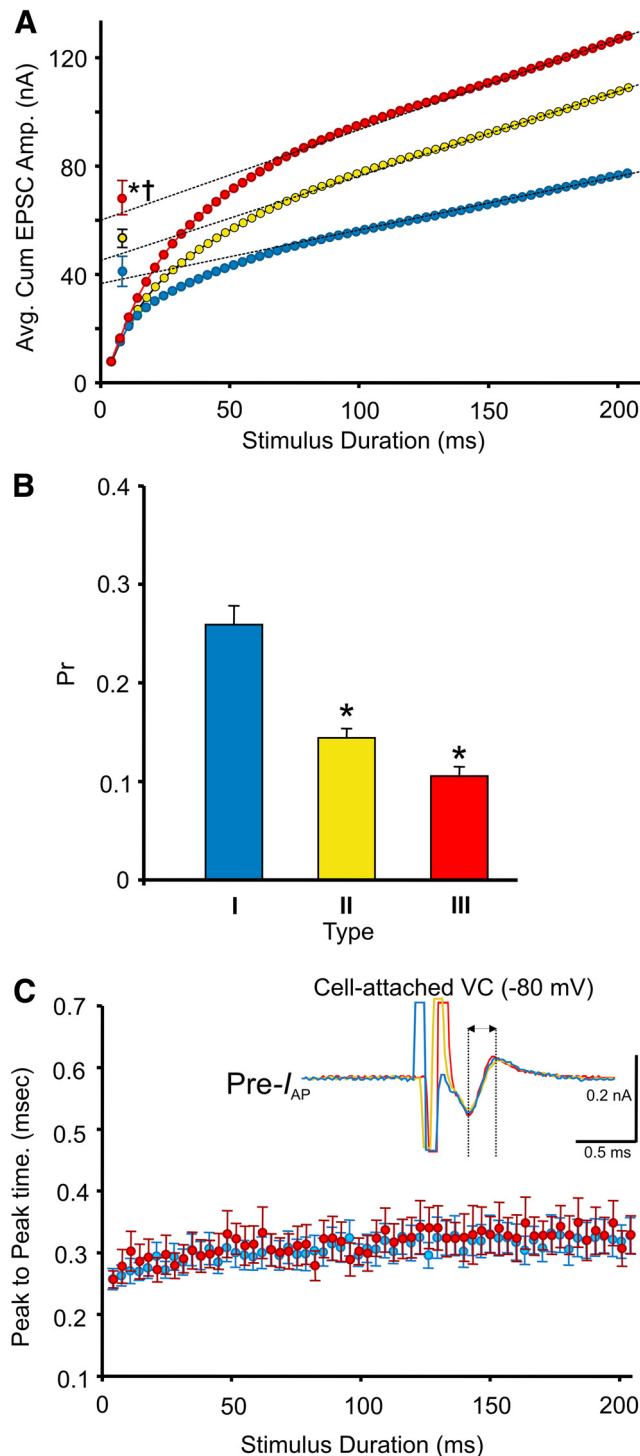 A
Avg. Cum EPSC Amp. (nA)
120
80
40
0
*†
0 50 100 150 200
Stimulus Duration (ms)
B
Pr
0.4
0.3
0.2
0.1
0
* *
I II III
Type
C
Peak to Peak time. (msec)
0.7
0.6
0.5
0.4
0.3
0.2
0.1
Cell-attached VC (-80 mV)
Pre-IAP
0.2 nA
0.5 ms
0 50 100 150 200
Stimulus Duration (ms)